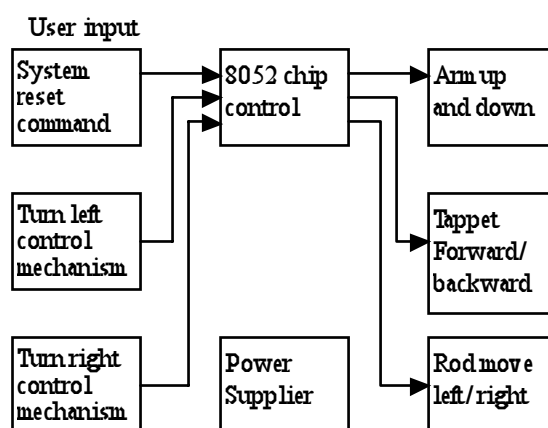 User input
System
reset
command
8052 chip
control
Arm up
and down
Turn left
control
mechanism
Tappet
Forward/
backward
Turn right
control
mechanism
Power
Supplier
Rod move
left/right